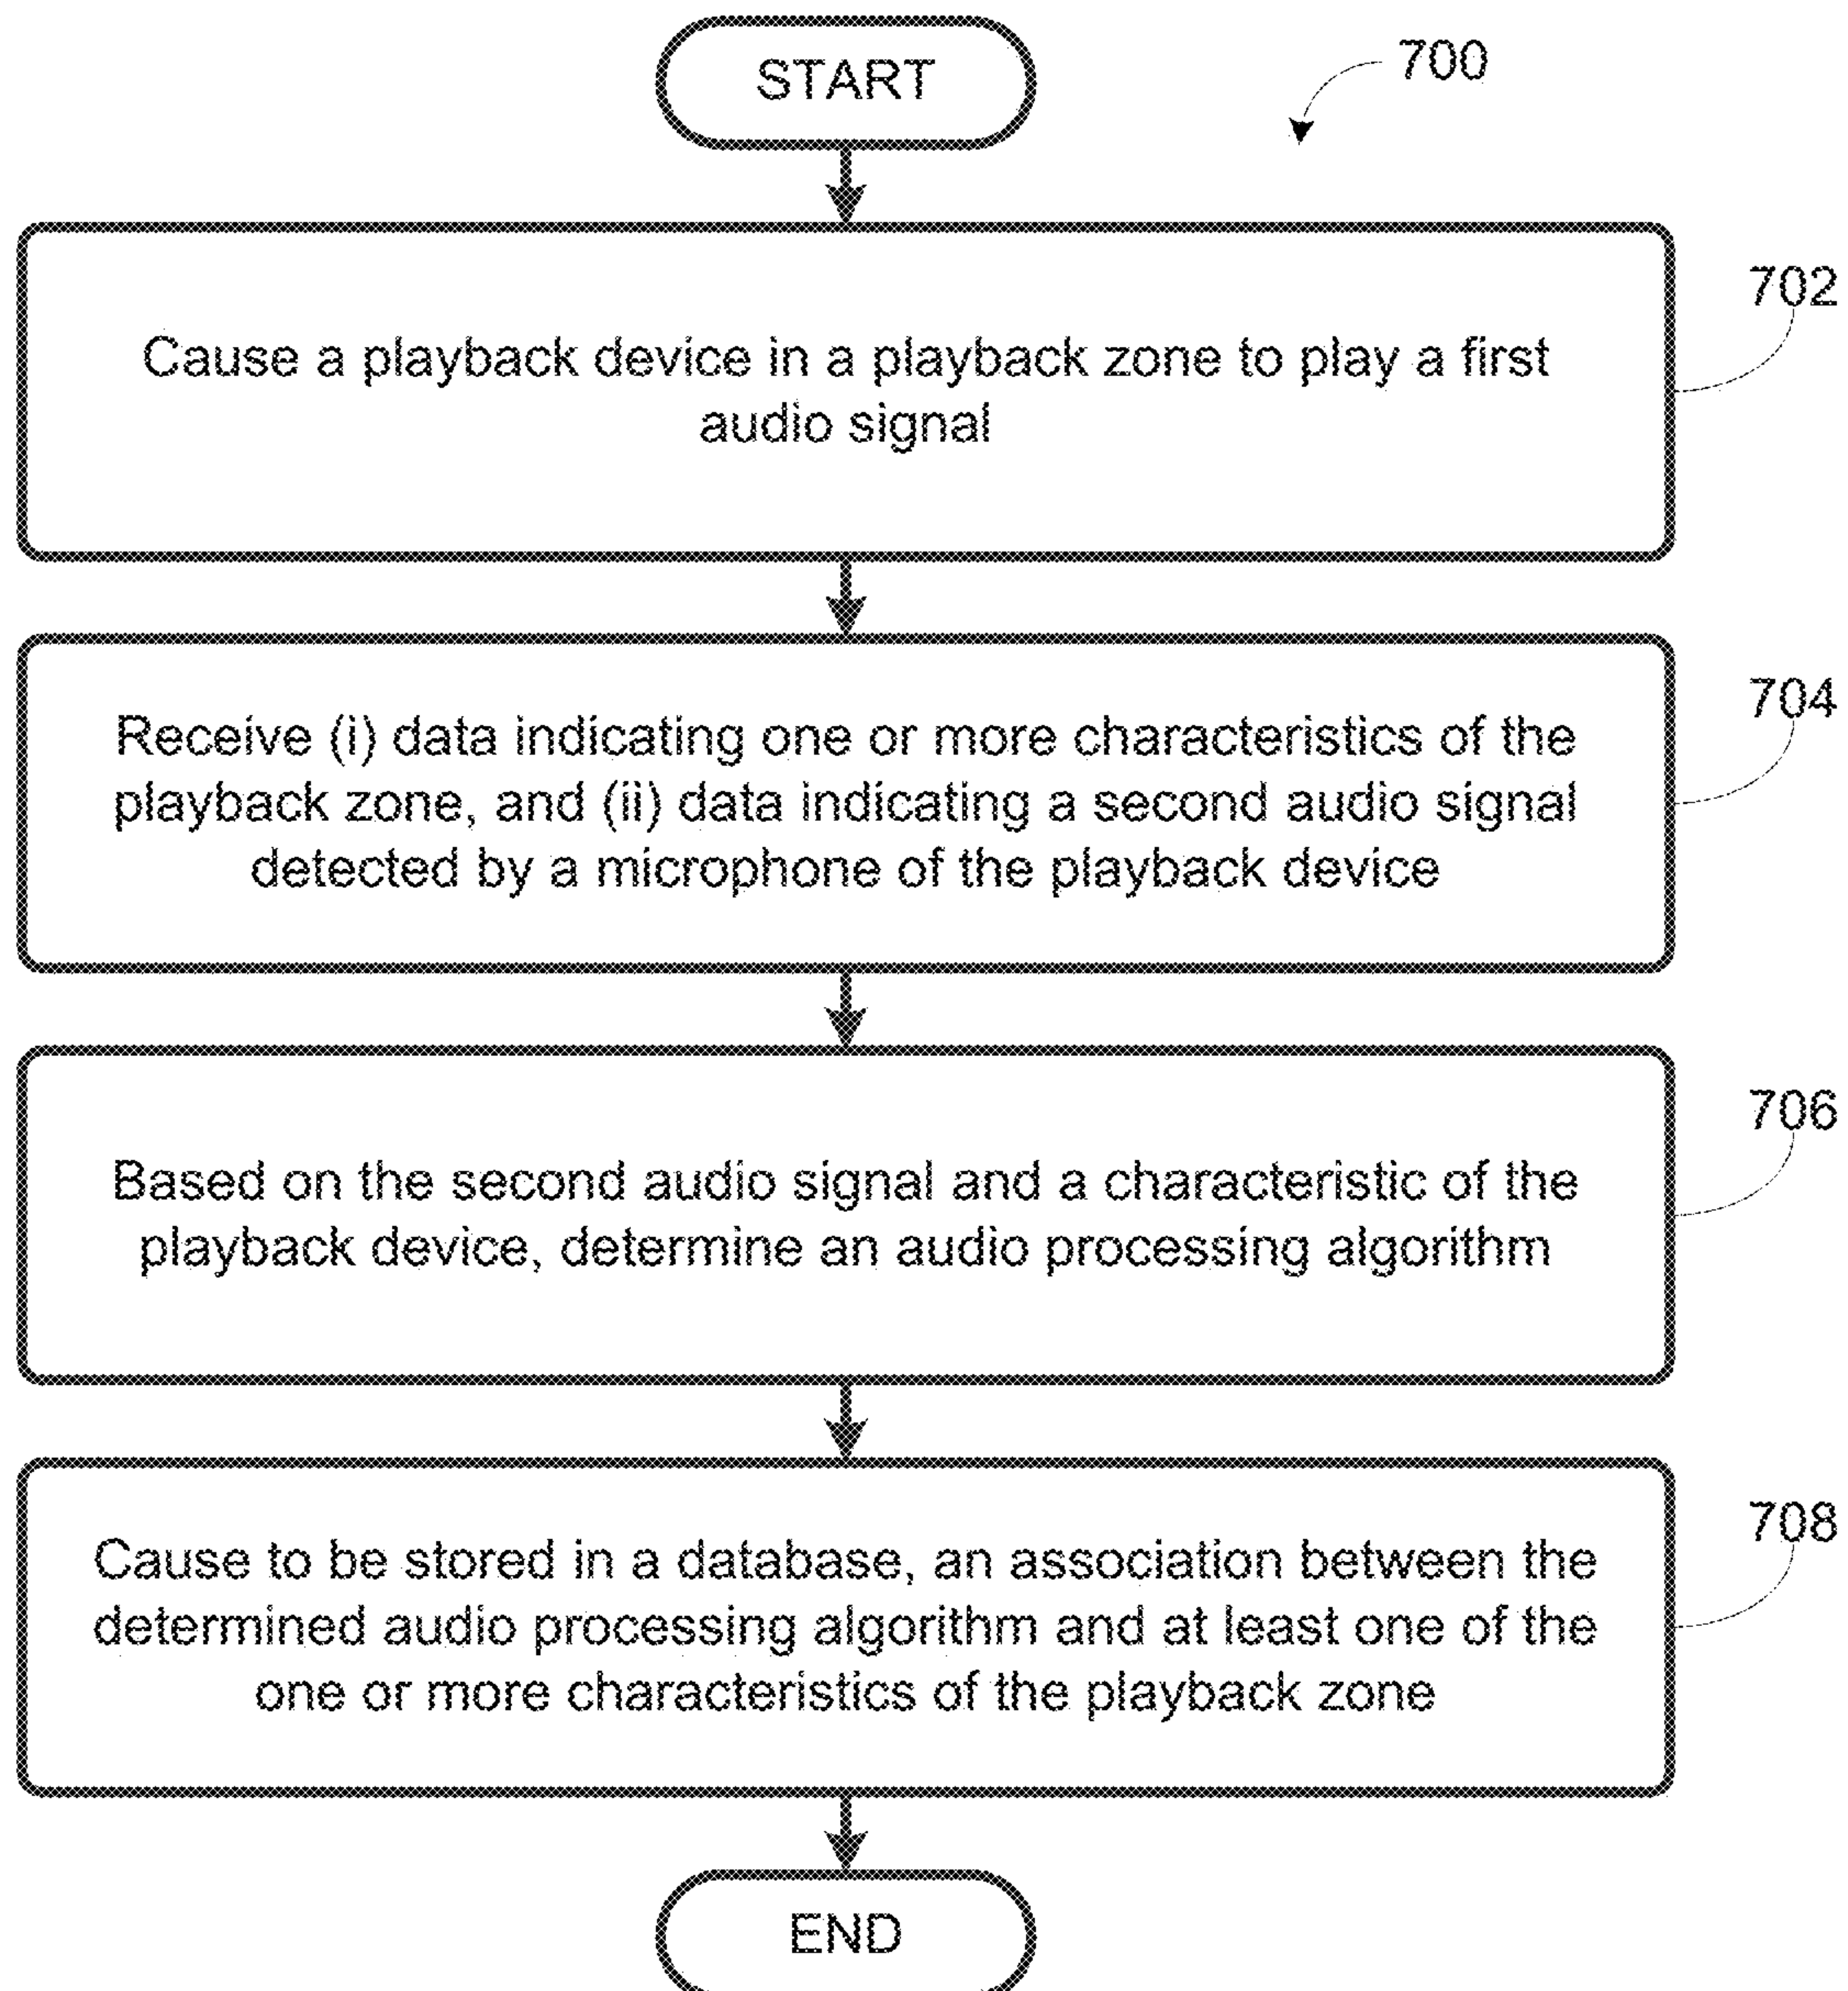 START
700
702
Cause a playback device in a playback zone to play a first
audio signal
704
Receive (i) data indicating one or more characteristics of the
playback zone, and (ii) data indicating a second audio signal
detected by a microphone of the playback device
706
Based on the second audio signal and a characteristic of the
playback device, determine an audio processing algorithm
708
Cause to be stored in a database, an association between the
determined audio processing algorithm and at least one of the
one or more characteristics of the playback zone
END